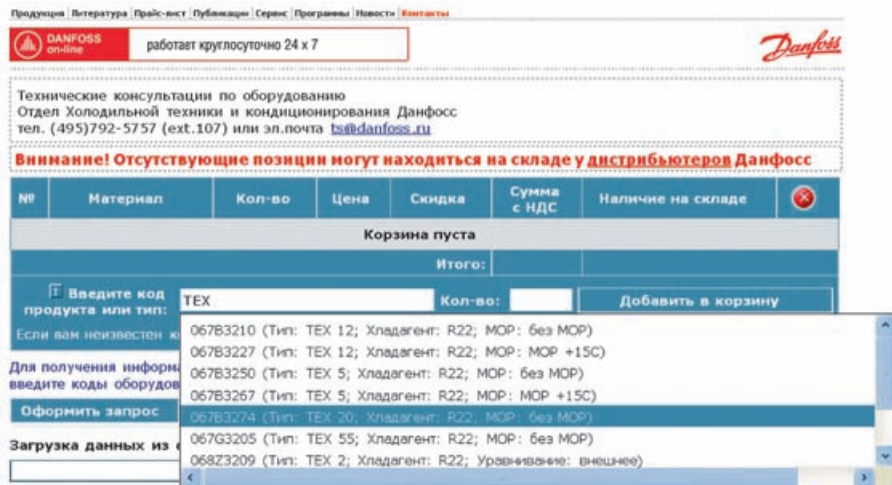 Продукция Литература Прайс-лист Публикации Сервис Программы Новости Контакты
DANFOSS
on-line
работает круглосуточно 24 x 7
Danfoss
Технические консультации по оборудованию
Отдел Холодильной техники и кондиционирования Данфосс
тел. (495)792-5757 (ext.107) или эл.почта ts@danfoss.ru
Внимание! Отсутствующие позиции могут находиться на складе у дистрибьютеров Данфосс
№ Материал Кол-во Цена Скидка Сумма с НДС Наличие на складе
Корзина пуста
Итого:
Введите код
продукта или тип: TEX Кол-во: Добавить в корзину
Если вам неизвестен
067B3210 (Тип: TEX 12; Хладагент: R22; MOP: без MOP)
067B3227 (Тип: TEX 12; Хладагент: R22; MOP: MOP +15C)
067B3250 (Тип: TEX 5; Хладагент: R22; MOP: без MOP)
067B3267 (Тип: TEX 5; Хладагент: R22; MOP: MOP +15C)
067B3274 (Тип: TEX 20; Хладагент: R22; MOP: без MOP)
067G3205 (Тип: TEX 55; Хладагент: R22; MOP: без MOP)
068Z3209 (Тип: TEX 2; Хладагент: R22; Уравнивание: внешнее)
Для получения
введите коды
Оформить запрос
Загрузка данных из